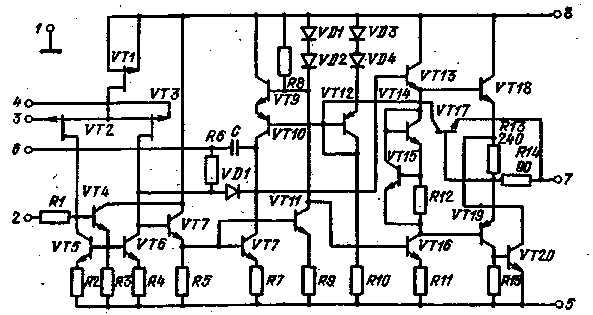 1
8
VD1 VD3
VT1
VD2 VD4
R8
VT13
4
VT3
VT9
VT12
VT14
VT18
3
VT2
VT10
VT17
R13
240
6
R6
C
R14
90
VT15
VD1
7
R12
2
R1
VT4
VT11
VT7
VT19
VT5
VT6
VT7
VT16
VT20
R2
R3
R4
R5
R7
R9
R10
R11
R15
5